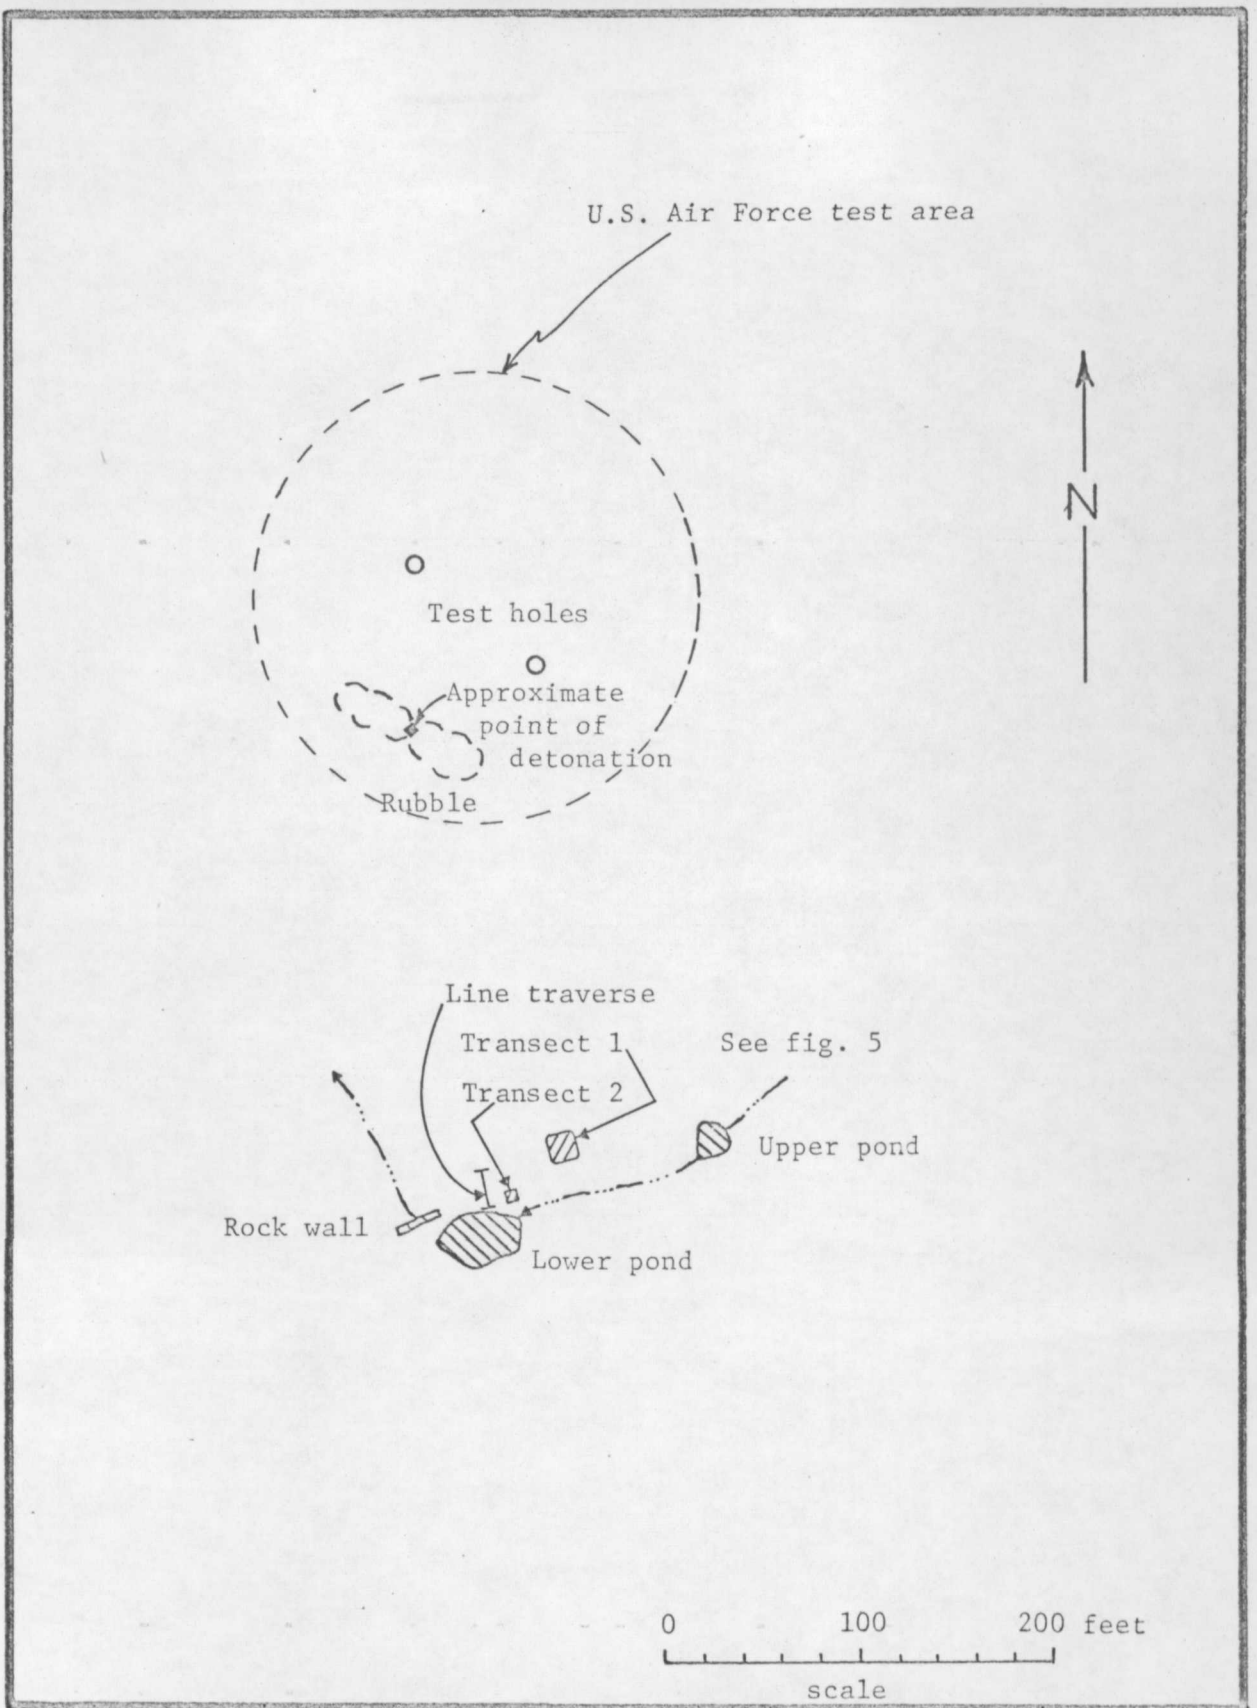 U.S. Air Force test area
N
Test holes
Approximate
point of
detonation
Rubble
Line traverse
Transect 1
See fig. 5
Transect 2
Upper pond
Rock wall
Lower pond
0 100 200 feet
scale